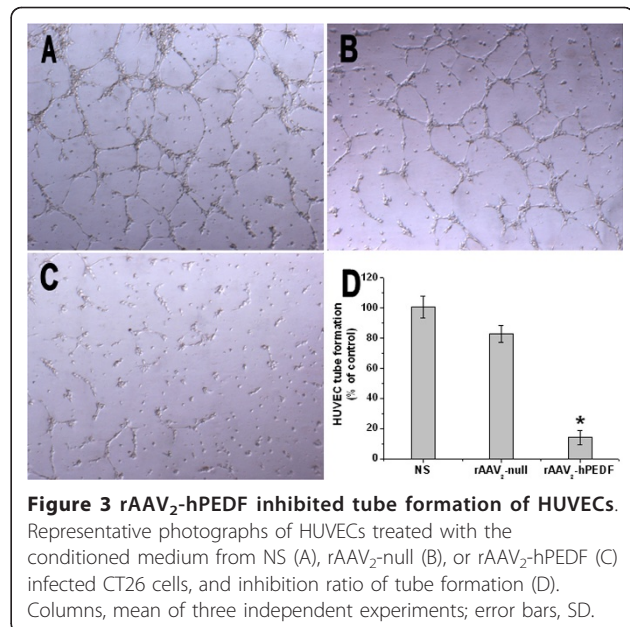 A
B
C
D
HUVEC tube formation
(% of control)
120
100
80
60
40
20
0
NS
rAAV₂-null
rAAV₂-hPEDF
*
Figure 3 rAAV₂-hPEDF inhibited tube formation of HUVECs.
Representative photographs of HUVECs treated with the
conditioned medium from NS (A), rAAV₂-null (B), or rAAV₂-hPEDF (C)
infected CT26 cells, and inhibition ratio of tube formation (D).
Columns, mean of three independent experiments; error bars, SD.